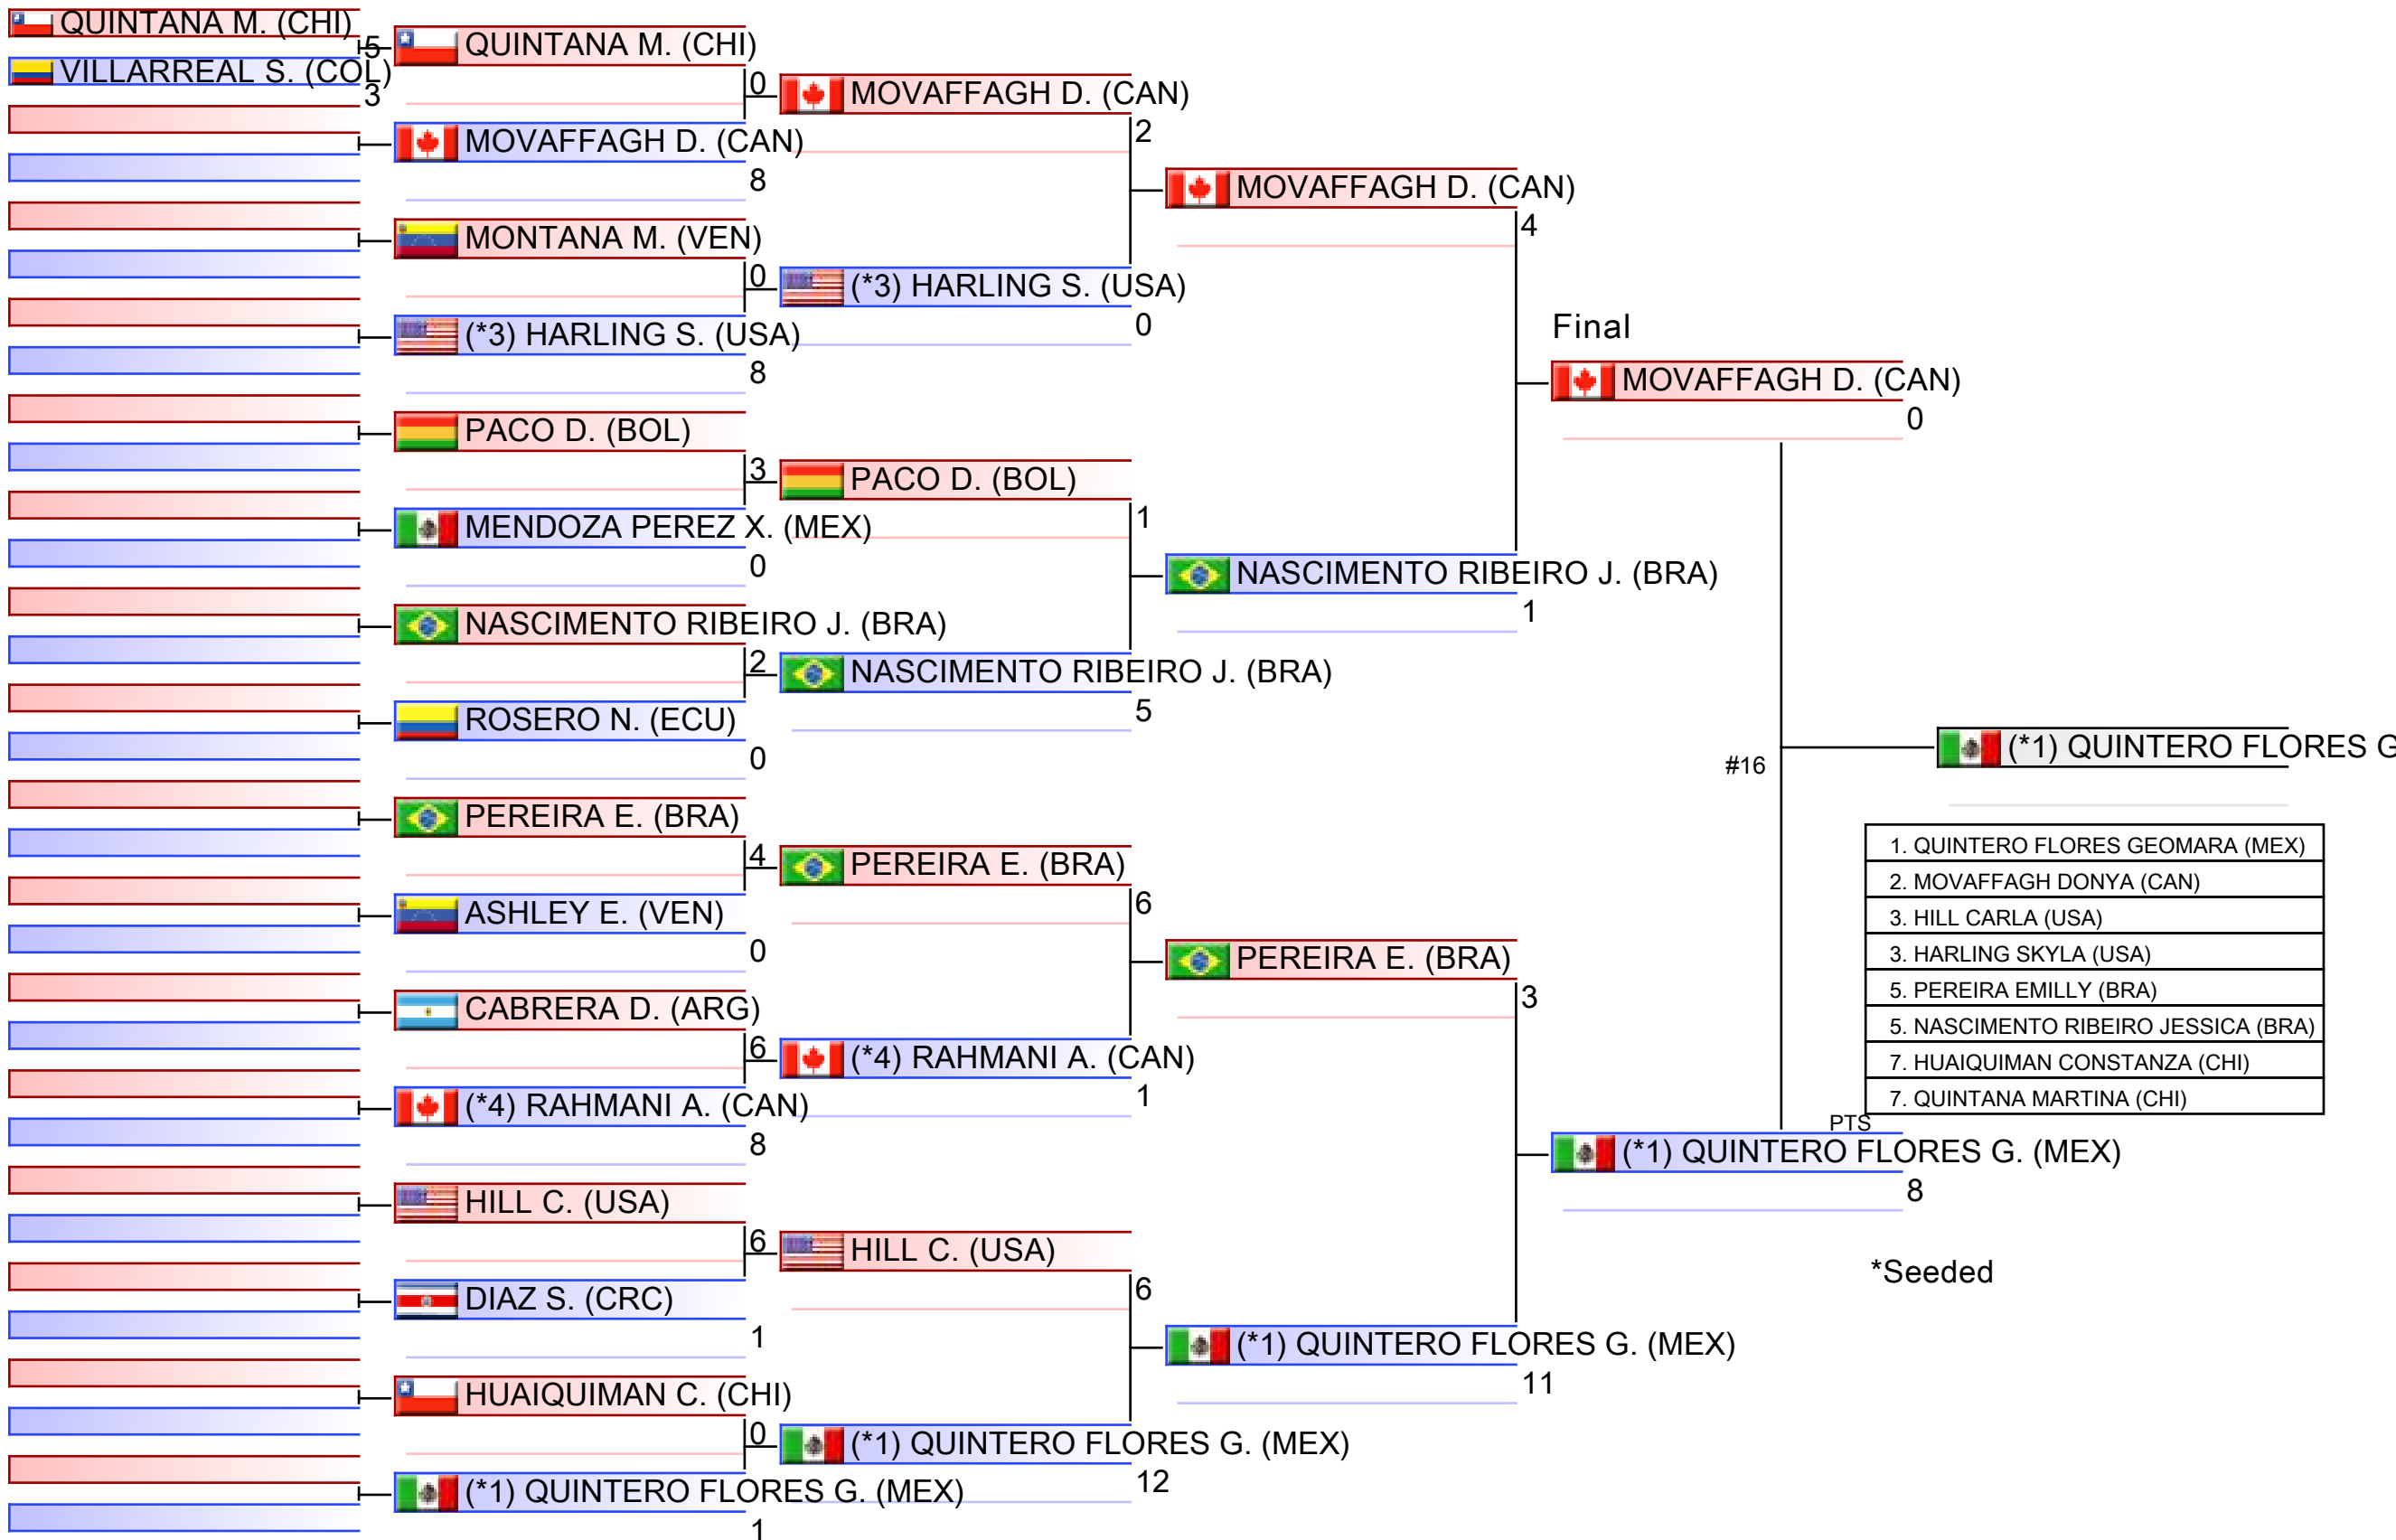 QUINTANA M. (CHI)
5
VILLARREAL S. (COL)
3
QUINTANA M. (CHI)
0
MOVAFFAGH D. (CAN)
8
MONTANA M. (VEN)
0
(*3) HARLING S. (USA)
8
PACO D. (BOL)
3
MENDOZA PEREZ X. (MEX)
0
NASCIMENTO RIBEIRO J. (BRA)
2
ROSERO N. (ECU)
0
PEREIRA E. (BRA)
4
ASHLEY E. (VEN)
0
CABRERA D. (ARG)
6
(*4) RAHMANI A. (CAN)
8
HILL C. (USA)
6
DIAZ S. (CRC)
1
HUAIQUIMAN C. (CHI)
0
(*1) QUINTERO FLORES G. (MEX)
1
MOVAFFAGH D. (CAN)
2
(*3) HARLING S. (USA)
0
PACO D. (BOL)
1
NASCIMENTO RIBEIRO J. (BRA)
5
PEREIRA E. (BRA)
6
(*4) RAHMANI A. (CAN)
1
HILL C. (USA)
6
(*1) QUINTERO FLORES G. (MEX)
12
MOVAFFAGH D. (CAN)
4
NASCIMENTO RIBEIRO J. (BRA)
1
PEREIRA E. (BRA)
3
(*1) QUINTERO FLORES G. (MEX)
11
Final
MOVAFFAGH D. (CAN)
0
#16
PTS
(*1) QUINTERO FLORES G. (MEX)
8
(*1) QUINTERO FLORES G
1. QUINTERO FLORES GEOMARA (MEX)
2. MOVAFFAGH DONYA (CAN)
3. HILL CARLA (USA)
3. HARLING SKYLA (USA)
5. PEREIRA EMILLY (BRA)
5. NASCIMENTO RIBEIRO JESSICA (BRA)
7. HUAIQUIMAN CONSTANZA (CHI)
7. QUINTANA MARTINA (CHI)
*Seeded